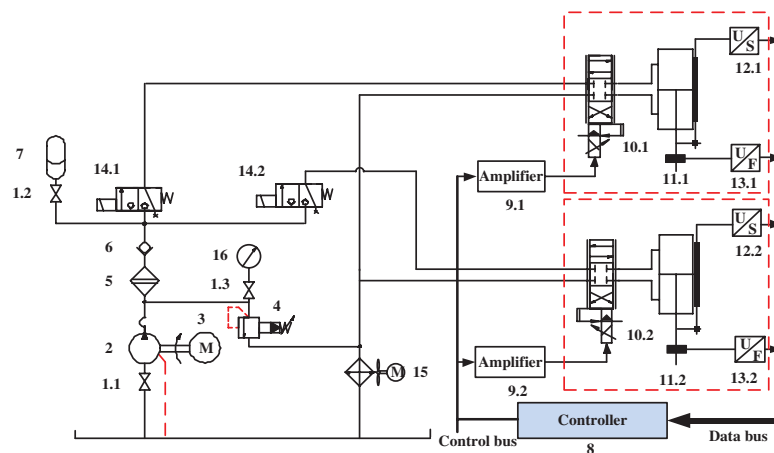 U
S
12.1
7
14.1
14.2
10.1
Amplifier
11.1
U
F
13.1
1.2
9.1
6
16
U
S
12.2
5
1.3
4
3
2
M
10.2
U
F
13.2
11.2
1.1
M
15
Amplifier
9.2
Controller
Control bus
8
Data bus